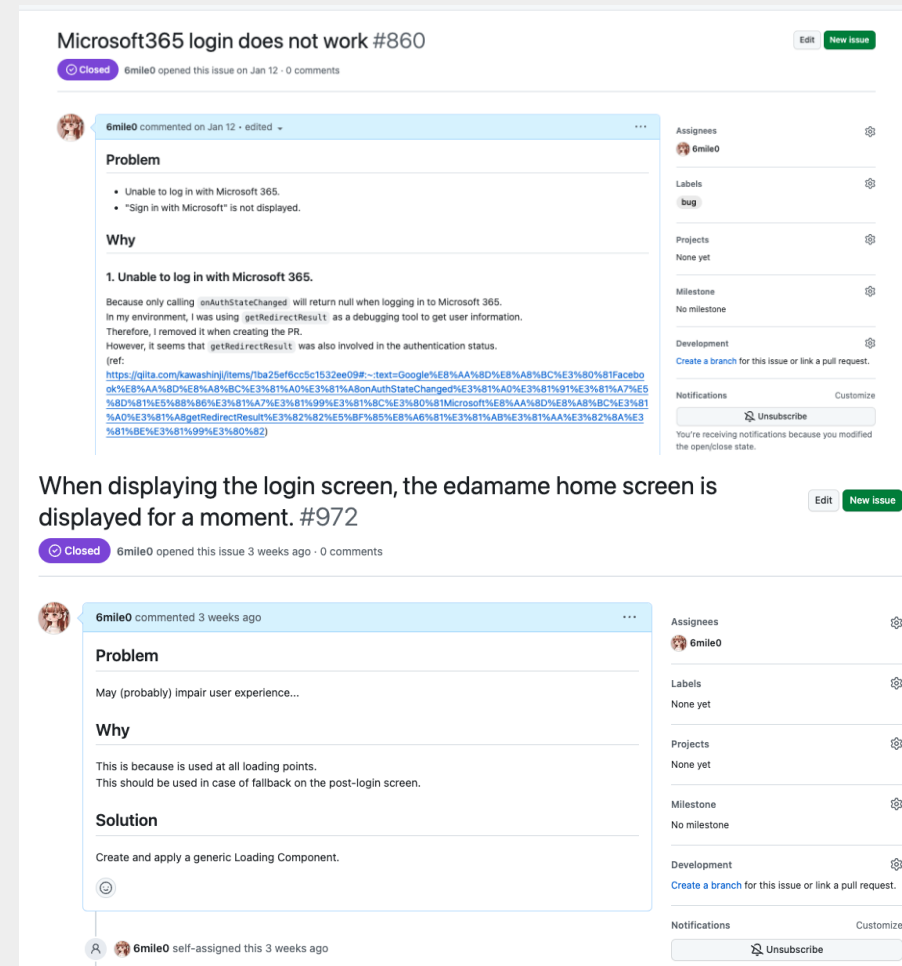 Microsoft365 login does not work #860
Edit
New issue
Closed
6mile0 opened this issue on Jan 12 · 0 comments
6mile0 commented on Jan 12 • edited
Problem
• Unable to log in with Microsoft 365.
• "Sign in with Microsoft" is not displayed.
Why
1. Unable to log in with Microsoft 365.
Because only calling onAuthStateChanged will return null when logging in to Microsoft 365.
In my environment, I was using getRedirectResult as a debugging tool to get user information.
Therefore, I removed it when creating the PR.
However, it seems that getRedirectResult was also involved in the authentication status.
(ref:
https://qiita.com/kawashinji/items/1ba25ef6cc5c1532ee09#:~:text=Google%E8%AA%8D%E8%A8%BC%E3%80%81Facebo
ok%E8%AA%8D%E8%A8%BC%E3%81%A0%E3%81%A8onAuthStateChanged%E3%81%A0%E3%81%91%E3%81%A7%E5
%8D%81%E5%88%86%E3%81%A7%E3%81%99%E3%81%8C%E3%80%81Microsoft%E8%AA%8D%E8%A8%BC%E3%81
%A0%E3%81%A8getRedirectResult%E3%82%82%E5%BF%85%E8%A6%81%E3%81%AB%E3%81%AA%E3%82%8A%E3
%81%BE%E3%81%99%E3%80%82)
Assignees
6mile0
Labels
bug
Projects
None yet
Milestone
No milestone
Development
Create a branch for this issue or link a pull request.
Notifications
Customize
Unsubscribe
You're receiving notifications because you modified
the open/close state.
When displaying the login screen, the edamame home screen is
displayed for a moment. #972
Edit
New issue
Closed
6mile0 opened this issue 3 weeks ago · 0 comments
6mile0 commented 3 weeks ago
Problem
May (probably) impair user experience...
Why
This is because is used at all loading points.
This should be used in case of fallback on the post-login screen.
Solution
Create and apply a generic Loading Component.
6mile0 self-assigned this 3 weeks ago
Assignees
6mile0
Labels
None yet
Projects
None yet
Milestone
No milestone
Development
Create a branch for this issue or link a pull request.
Notifications
Customize
Unsubscribe